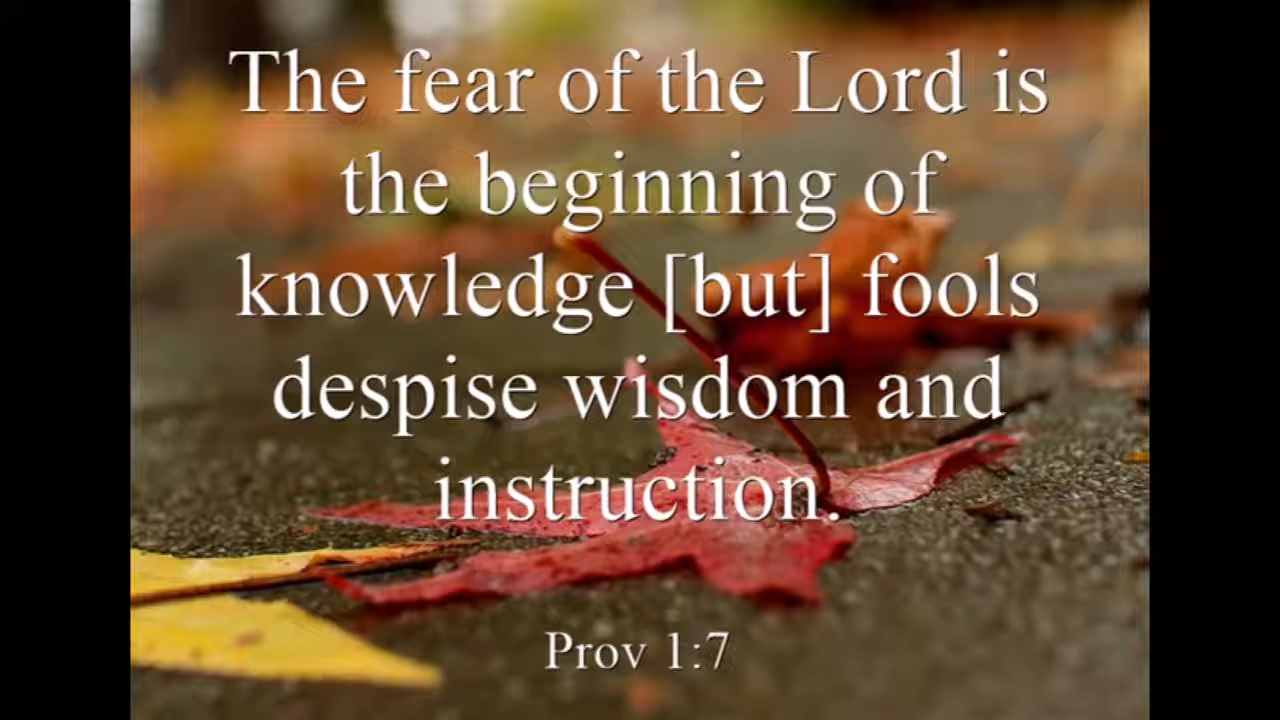 The fear of the Lord is
the beginning of
knowledge [but] fools
despise wisdom and
instruction.
Prov 1:7